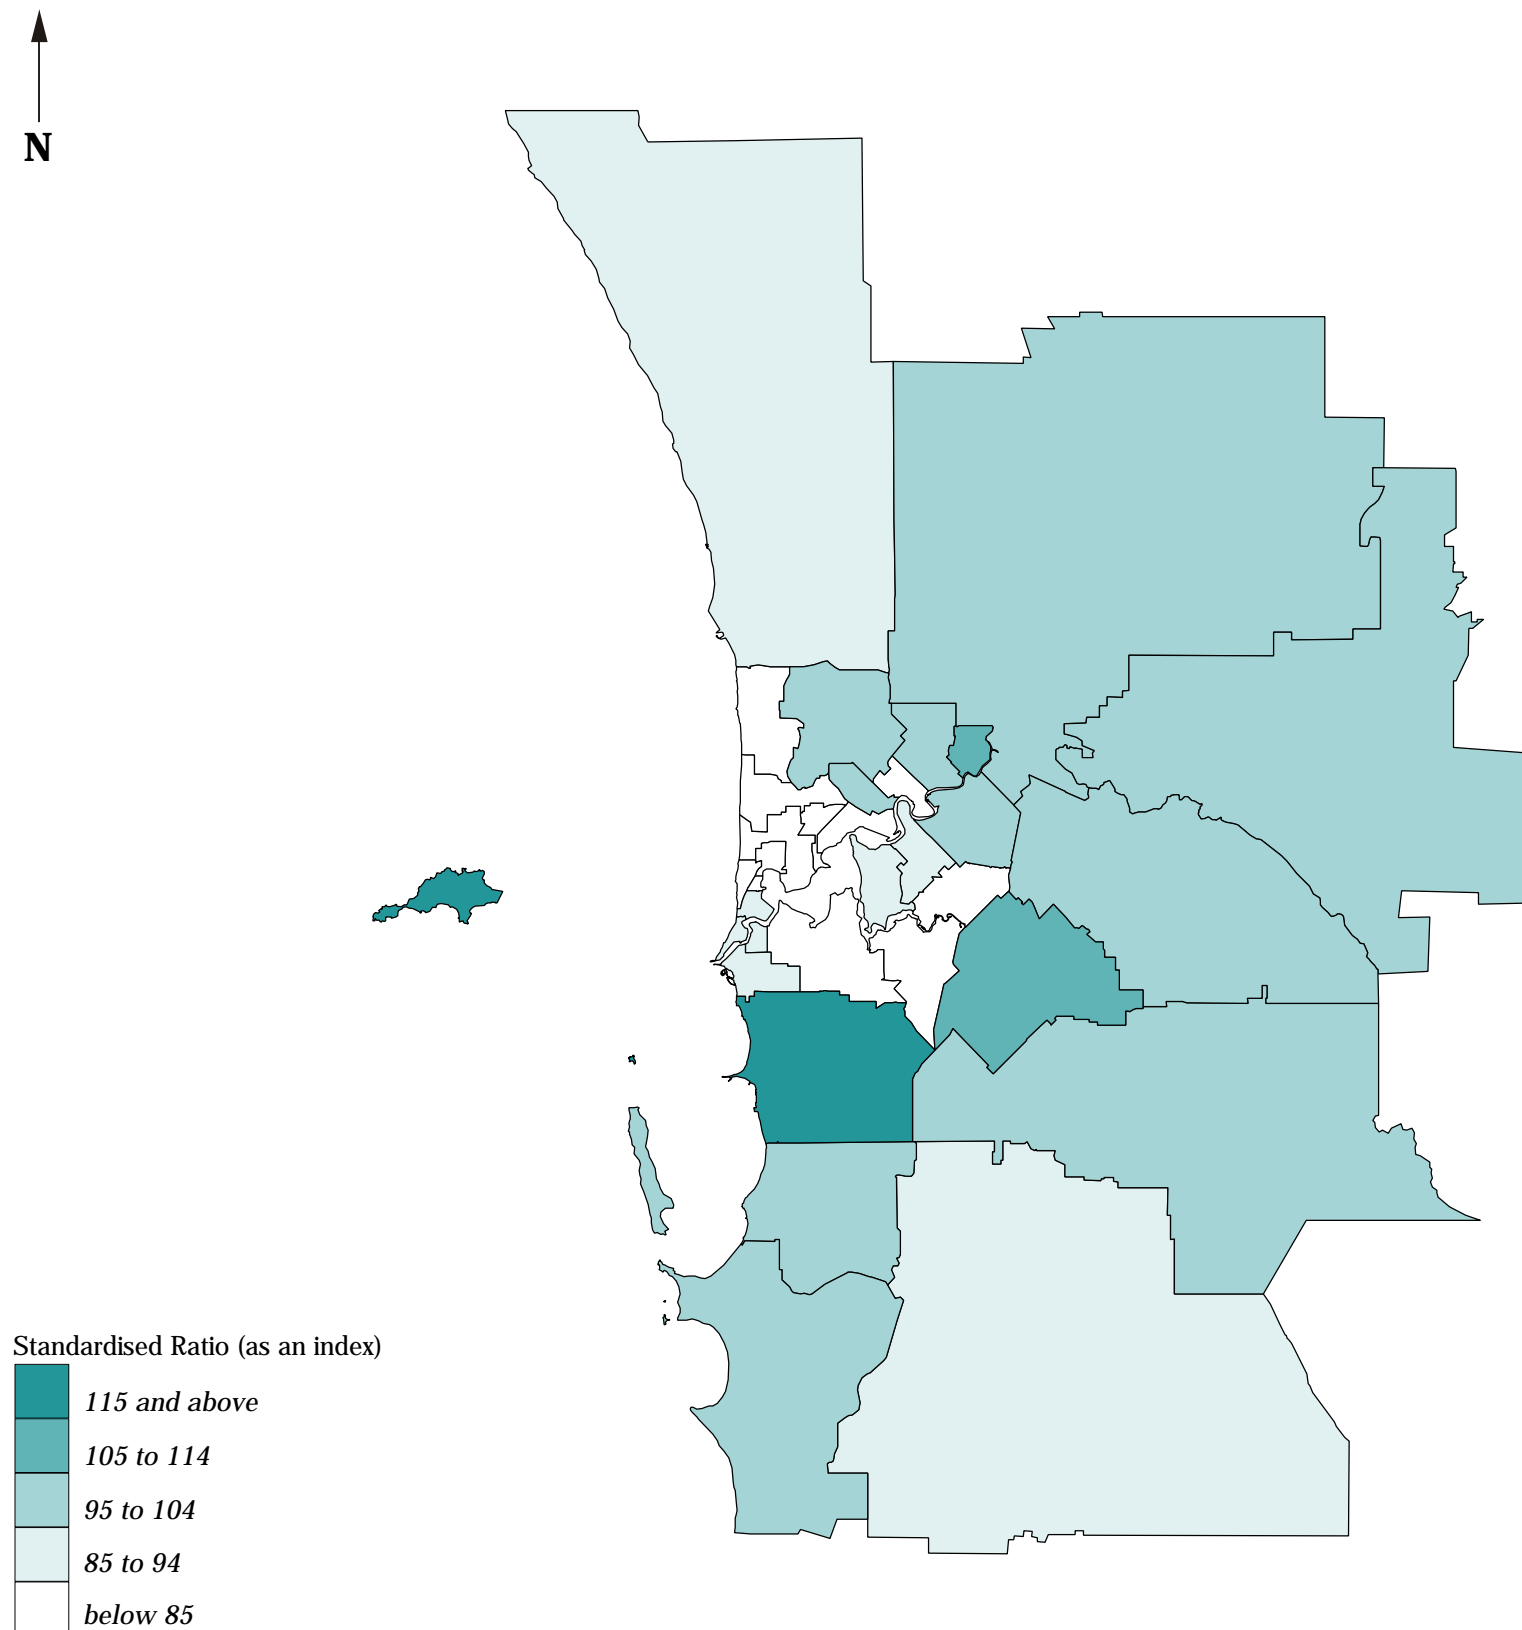 N
Standardised Ratio (as an index)
115 and above
105 to 114
95 to 104
85 to 94
below 85